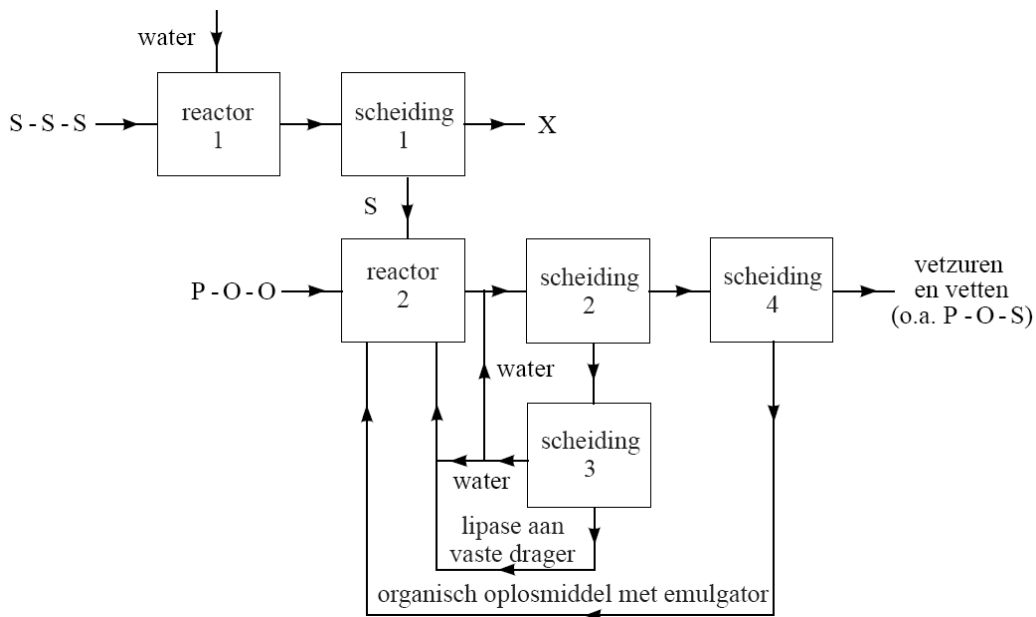 water
S - S - S
reactor
1
scheiding
1
X
S
P - O - O
reactor
2
scheiding
2
scheiding
4
vetzuren
en vetten
(o.a. P - O - S)
water
scheiding
3
water
lipase aan
vaste drager
organisch oplosmiddel met emulgator